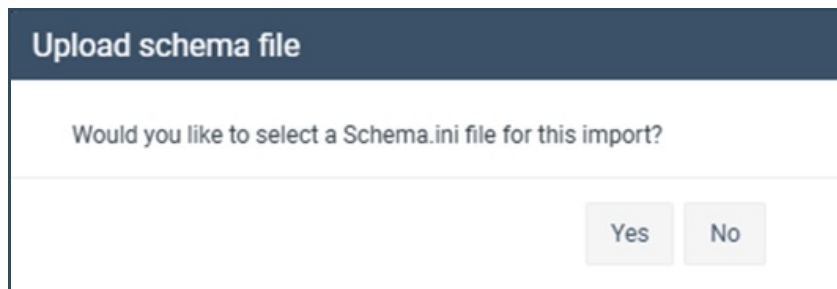 Upload schema file
Would you like to select a Schema.ini file for this import?
Yes No